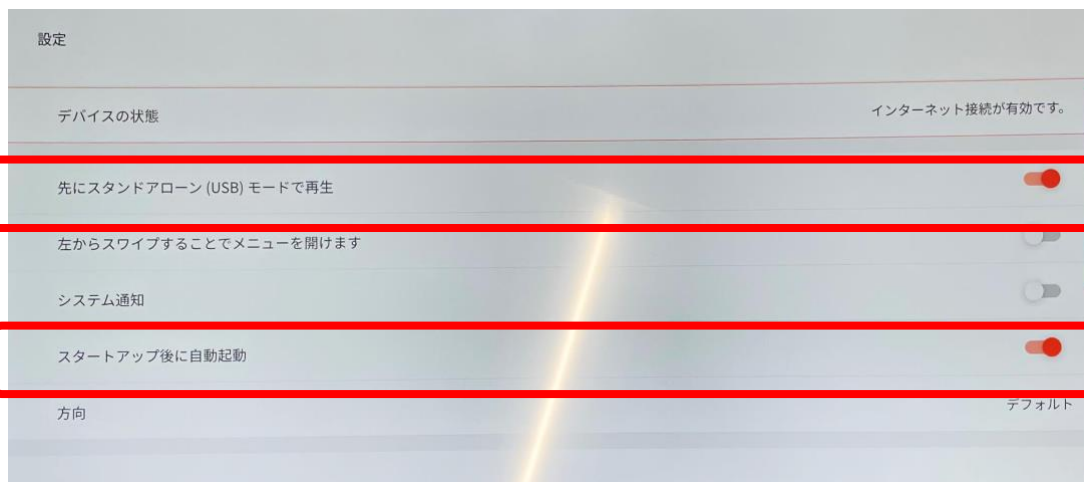 設定
デバイスの状態 インターネット接続が有効です。
先にスタンドアローン (USB) モードで再生
左からスワイプすることでメニューを開けます
システム通知
スタートアップ後に自動起動
方向 デフォルト